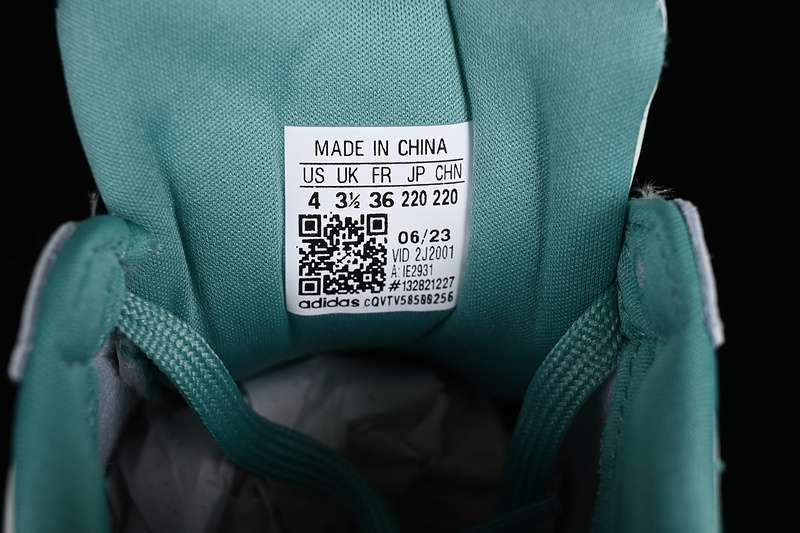 MADE IN CHINA
US UK FR JP CHN
4 3½ 36 220 220
06/23
VID 2J2001
A: IE2931
#132821227
adidas cQVTV58500256